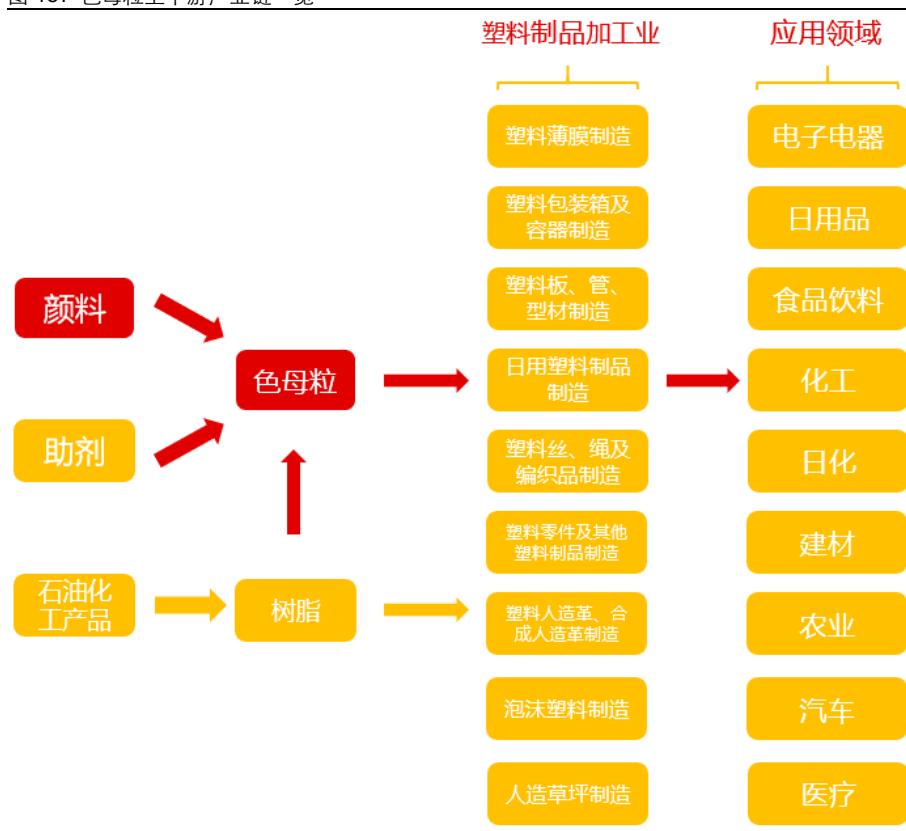 塑料制品加工业
应用领域
塑料薄膜制造
塑料包装箱及
容器制造
塑料板、管、
型材制造
日用塑料制品
制造
塑料丝、绳及
编织品制造
塑料零件及其他
塑料制品制造
塑料人造革、合
成人造革制造
泡沫塑料制造
人造草坪制造
电子电器
日用品
食品饮料
化工
日化
建材
农业
汽车
医疗
颜料
助剂
石油化
工产品
色母粒
树脂